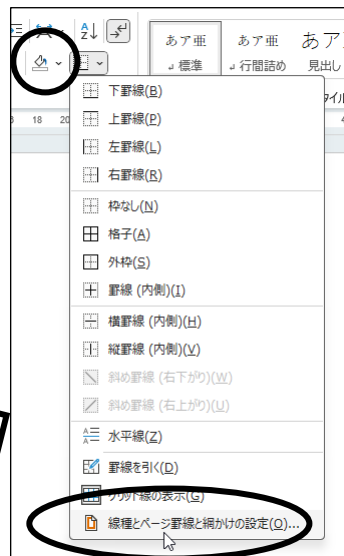 あ ア 亜 あ ア 亜 あ ア
標準 行間詰め 見出し
18 20
下罫線(B)
上罫線(P)
左罫線(L)
右罫線(R)
枠なし(N)
格子(A)
外枠(S)
罫線 (内側)(I)
横罫線 (内側)(H)
縦罫線 (内側)(V)
斜め罫線 (右下がり)(W)
斜め罫線 (右上がり)(U)
水平線(Z)
罫線を引く(D)
グリッド線の表示(G)
線種とページ罫線と網かけの設定(O)...